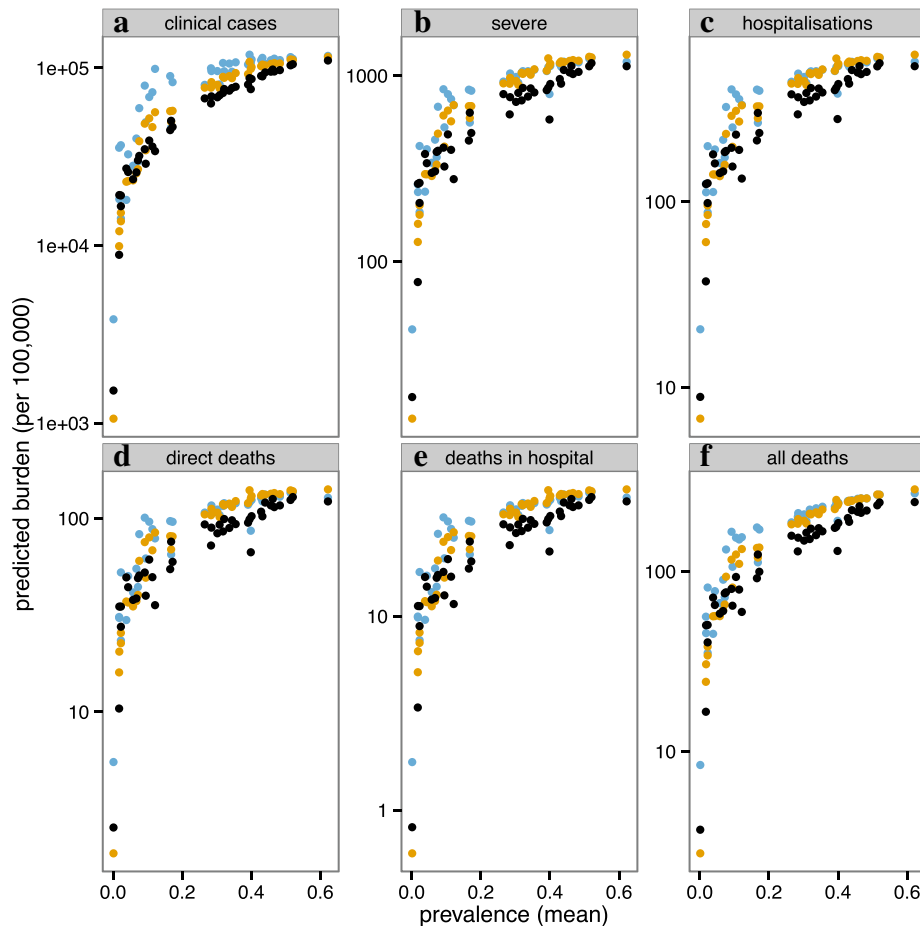 a clinical cases
b severe
c hospitalisations
1e+05
1e+04
1e+03
1000
100
100
10
predicted burden (per 100,000)
d direct deaths
e deaths in hospital
f all deaths
100
10
10
1
100
10
0.0 0.2 0.4 0.6
0.0 0.2 0.4 0.6
0.0 0.2 0.4 0.6
prevalence (mean)